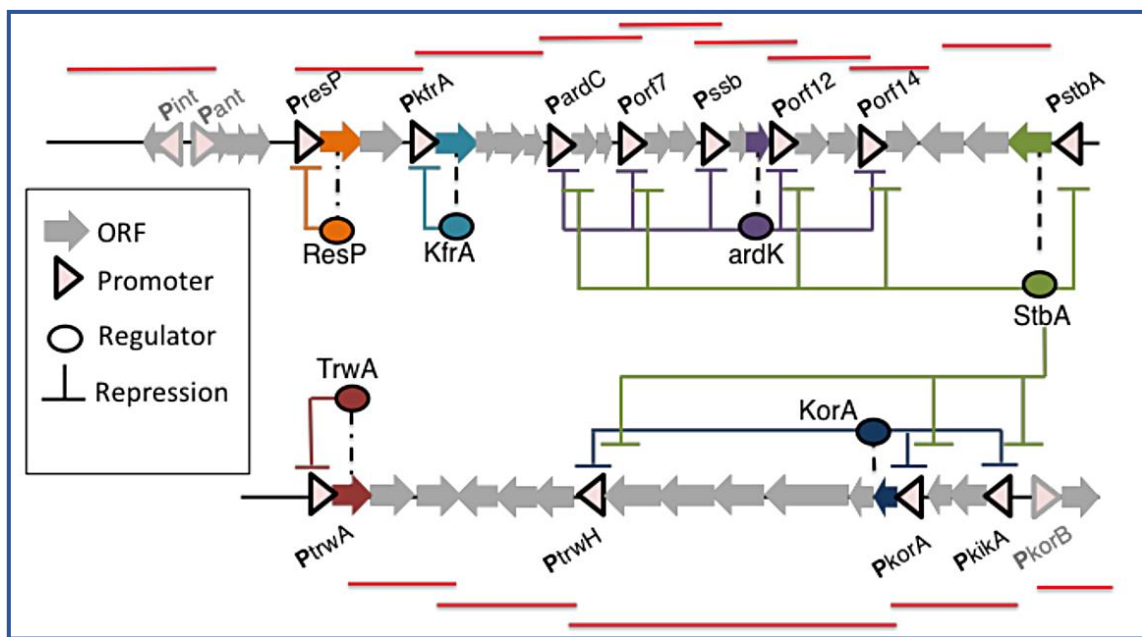 Pint
Pant
PresP
PkfrA
PardC
Porf7
Pssb
Porf12
Porf14
PstbA
ResP
KfrA
ardK
StbA
ORF
Promoter
Regulator
Repression
TrwA
KorA
PtrwA
PtrwH
PkorA
PkikA
PkorB